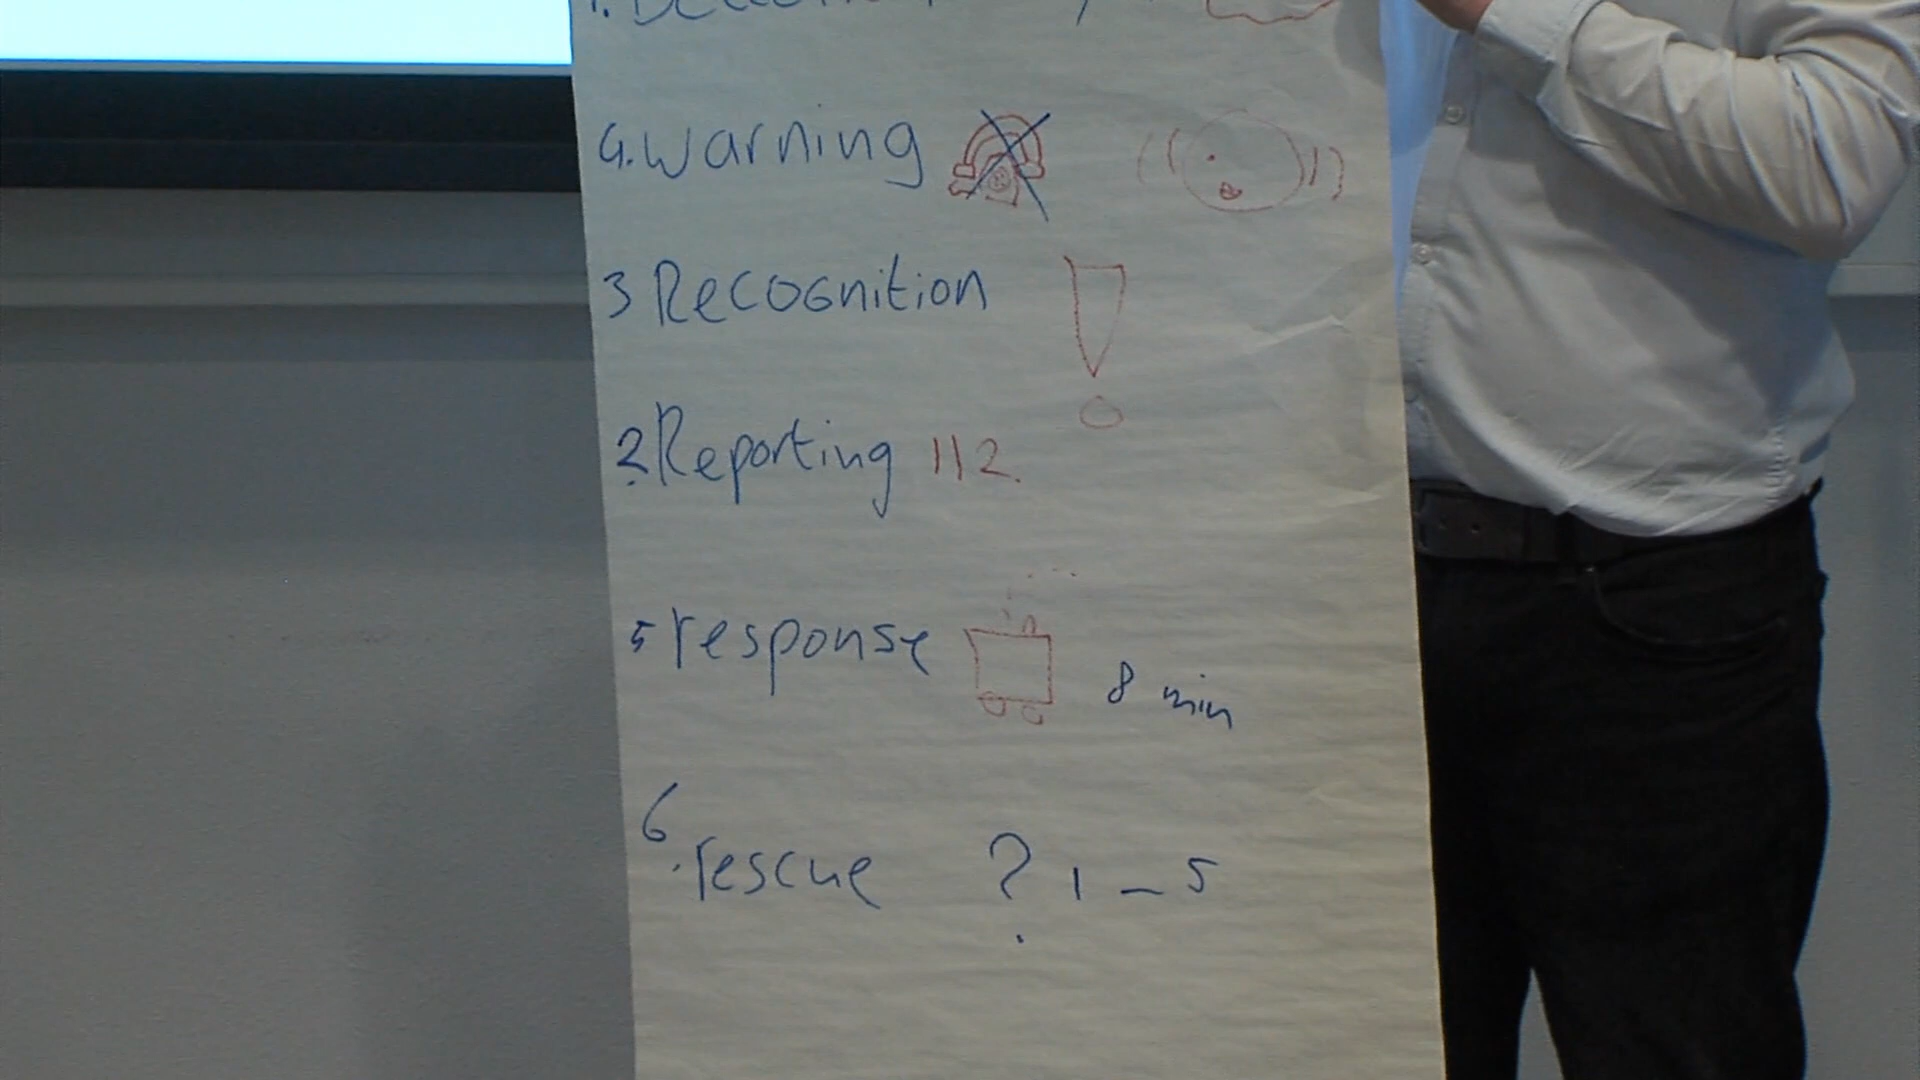 4. Warning
3 Recognition
2. Reporting 112.
5 response
8 min
6. rescue ? 1 - 5